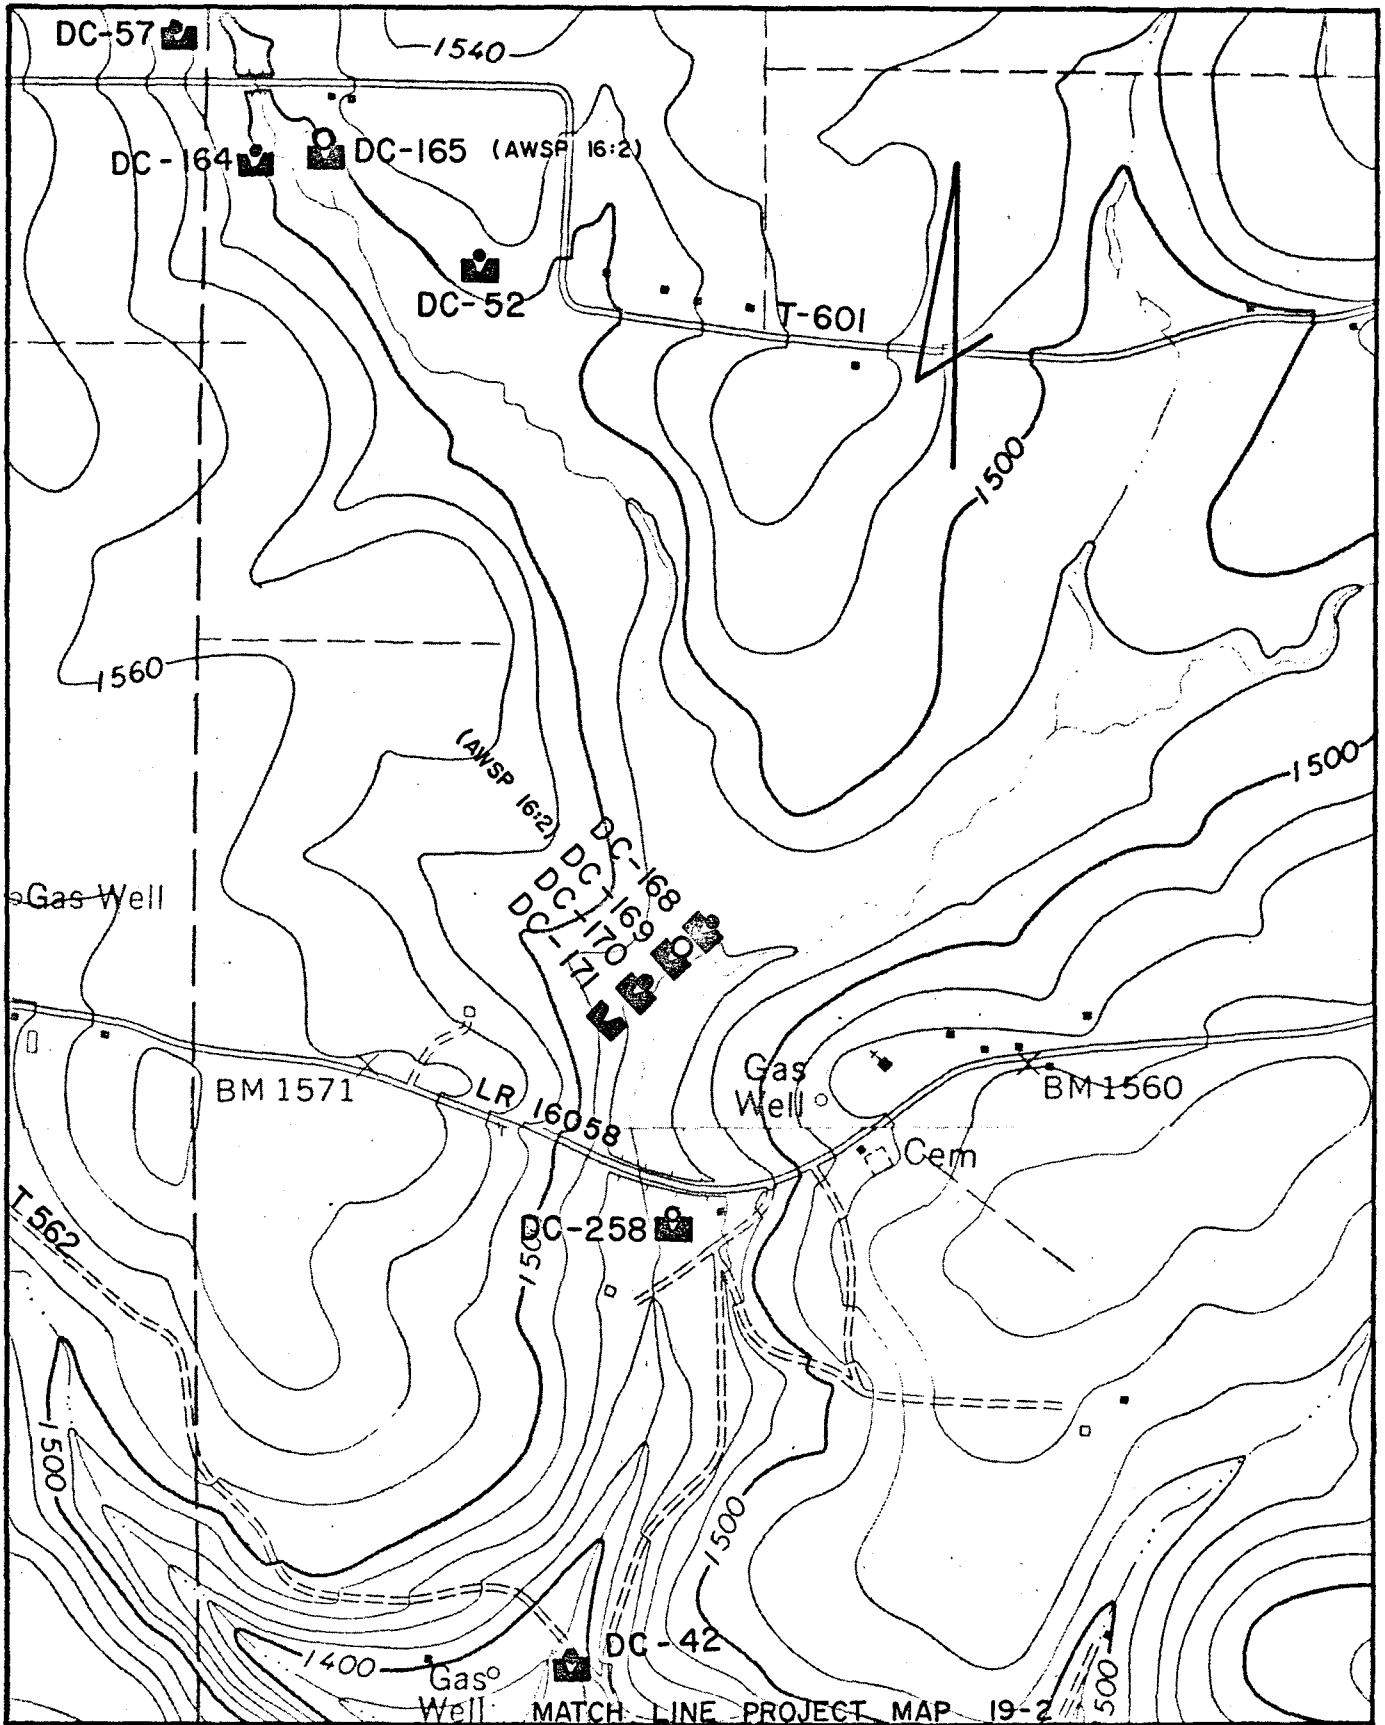 DC-57
1540
DC-164
DC-165 (AWSP 16:2)
DC-52
T-601
1500
1560
1500
(AWSP 16:2)
DC-168
DC-169
DC-170
DC-171
Gas Well
BM 1571
LR 16058
Gas
Well
BM 1560
Cem
T 562
DC-258
150
1500
1500
DC-42
1400
Gas
Well
500
MATCH LINE PROJECT MAP 19-2